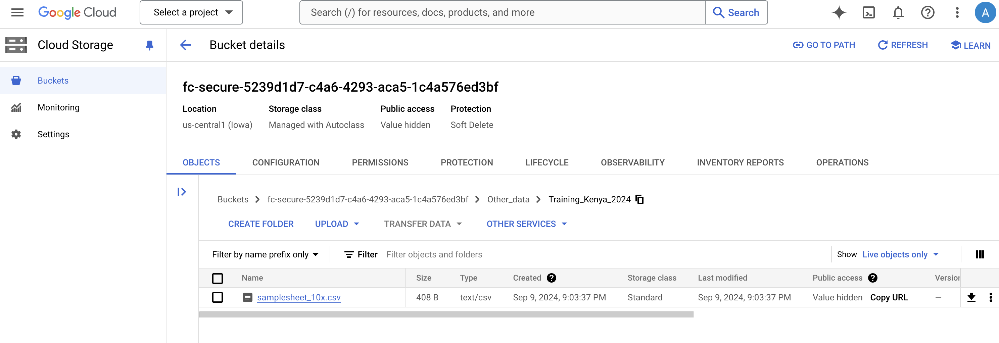 Google Cloud
Select a project
Search (/) for resources, docs, products, and more
Search
A
Cloud Storage
Bucket details
GO TO PATH
REFRESH
LEARN
Buckets
Monitoring
Settings
fc-secure-5239d1d7-c4a6-4293-aca5-1c4a576ed3bf
Location Storage class Public access Protection
us-central1 (Iowa) Managed with Autoclass Value hidden Soft Delete
OBJECTS CONFIGURATION PERMISSIONS PROTECTION LIFECYCLE OBSERVABILITY INVENTORY REPORTS OPERATIONS
Buckets fc-secure-5239d1d7-c4a6-4293-aca5-1c4a576ed3bf Other_data Training_Kenya_2024
CREATE FOLDER UPLOAD TRANSFER DATA OTHER SERVICES
Filter by name prefix only Filter Filter objects and folders Show Live objects only
Name Size Type Created Storage class Last modified Public access Version
samplesheet_10x.csv 408 B text/csv Sep 9, 2024, 9:03:37 PM Standard Sep 9, 2024, 9:03:37 PM Value hidden Copy URL —